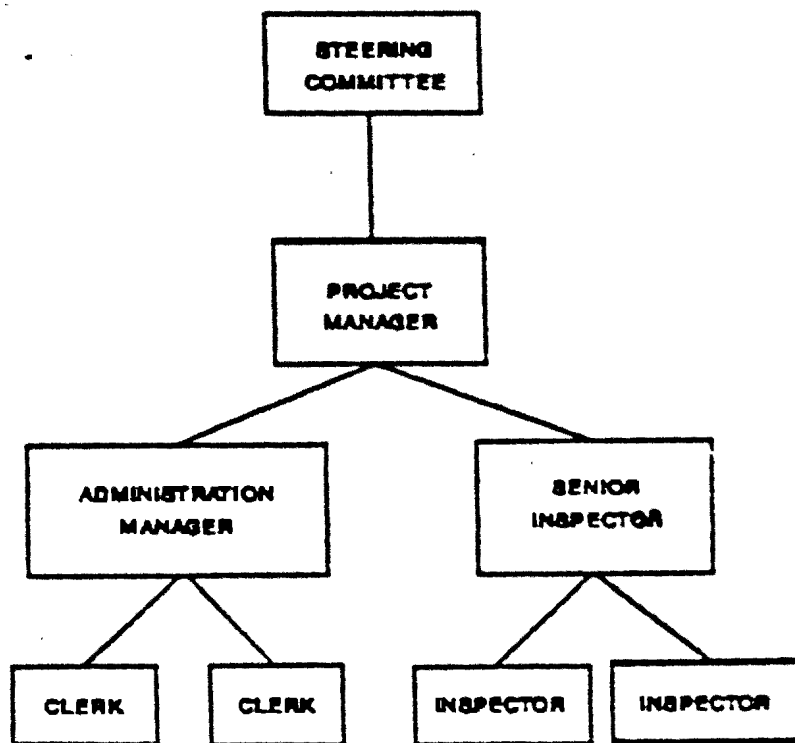 STEERING
COMMITTEE
PROJECT
MANAGER
ADMINISTRATION
MANAGER
SENIOR
INSPECTOR
CLERK
CLERK
INSPECTOR
INSPECTOR